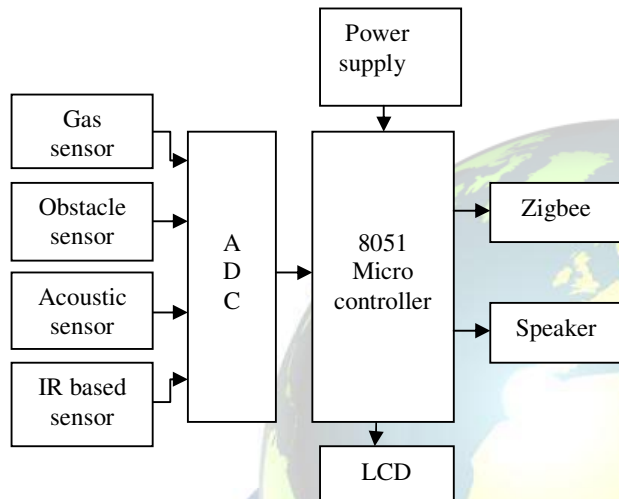 Power
supply
Gas
sensor
Obstacle
sensor
Acoustic
sensor
IR based
sensor
A
D
C
8051
Micro
controller
Zigbee
Speaker
LCD